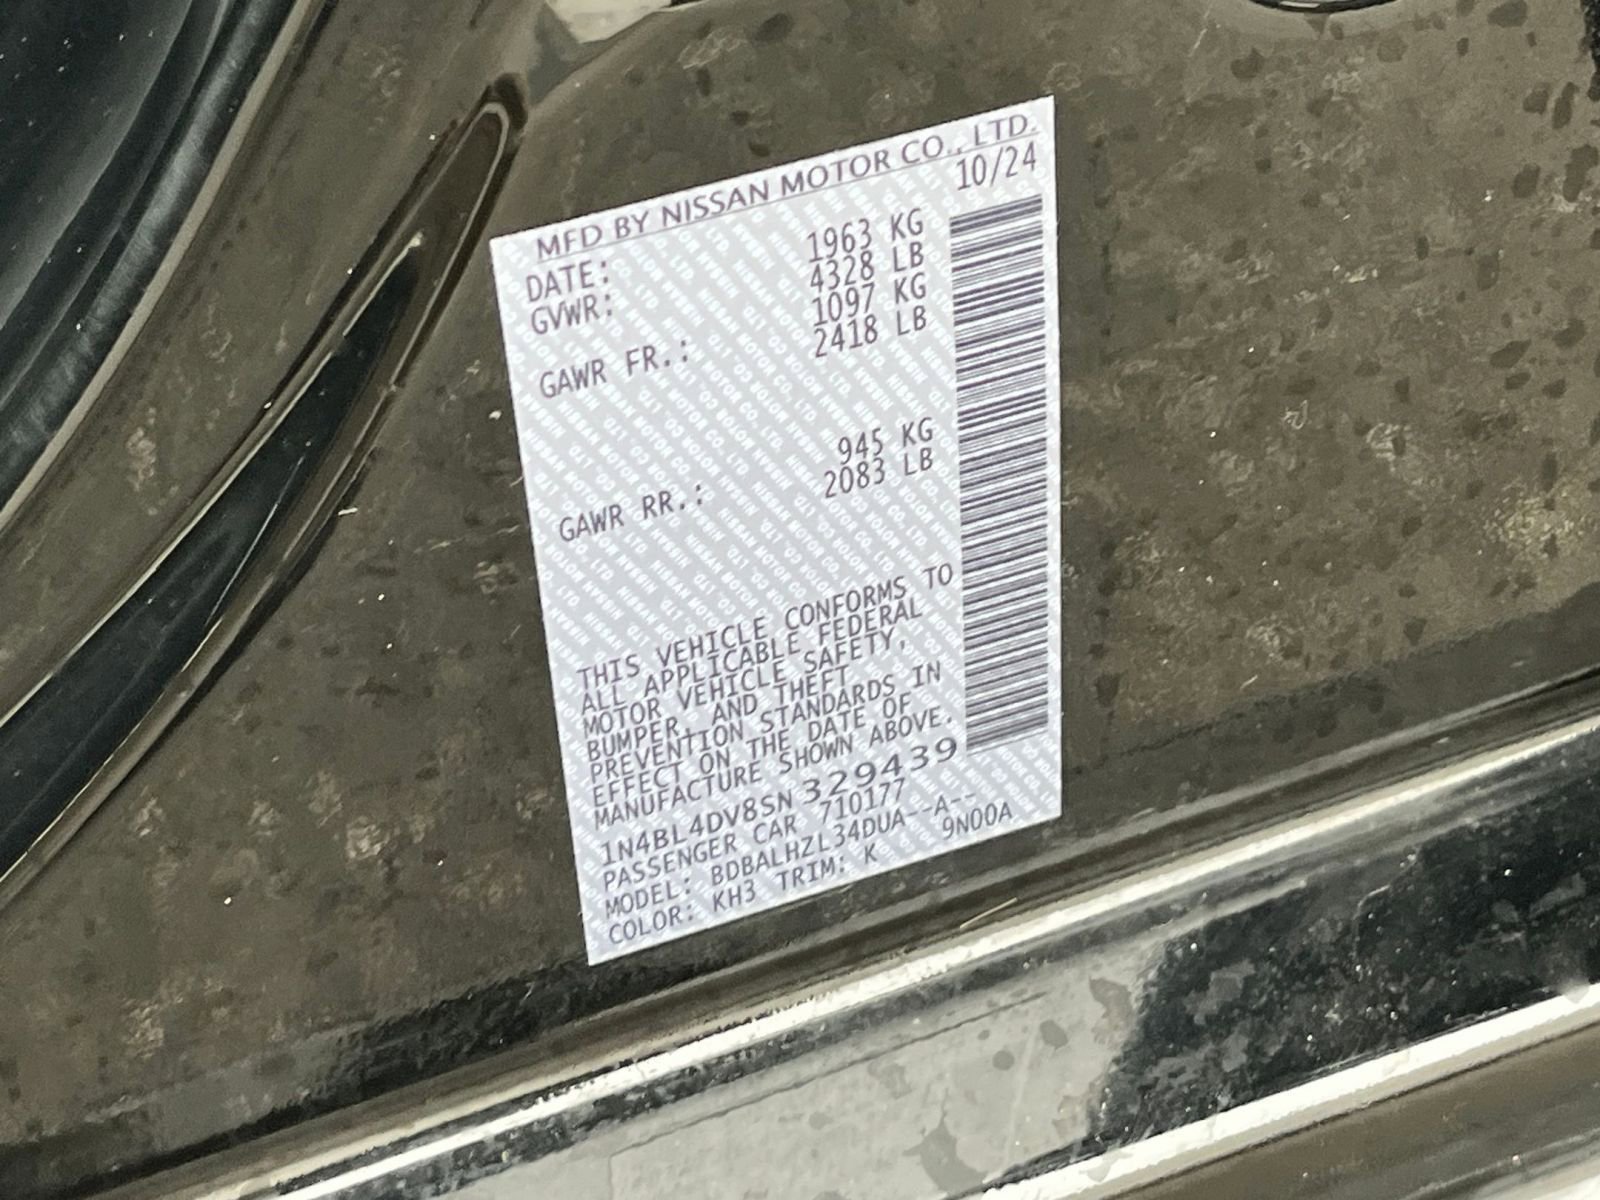 MFD BY NISSAN MOTOR CO., LTD.
DATE: 10/24
GVWR: 1963 KG
4328 LB
GAWR FR.: 1097 KG
2418 LB
GAWR RR.: 945 KG
2083 LB
THIS VEHICLE CONFORMS TO
ALL APPLICABLE FEDERAL
MOTOR VEHICLE SAFETY,
BUMPER, AND THEFT
PREVENTION STANDARDS IN
EFFECT ON THE DATE OF
MANUFACTURE SHOWN ABOVE.
1N4BL4DV8SN 329439
PASSENGER CAR 710177
MODEL: BDBALHZL34DUA--A--
COLOR: KH3 TRIM: K 9N00A